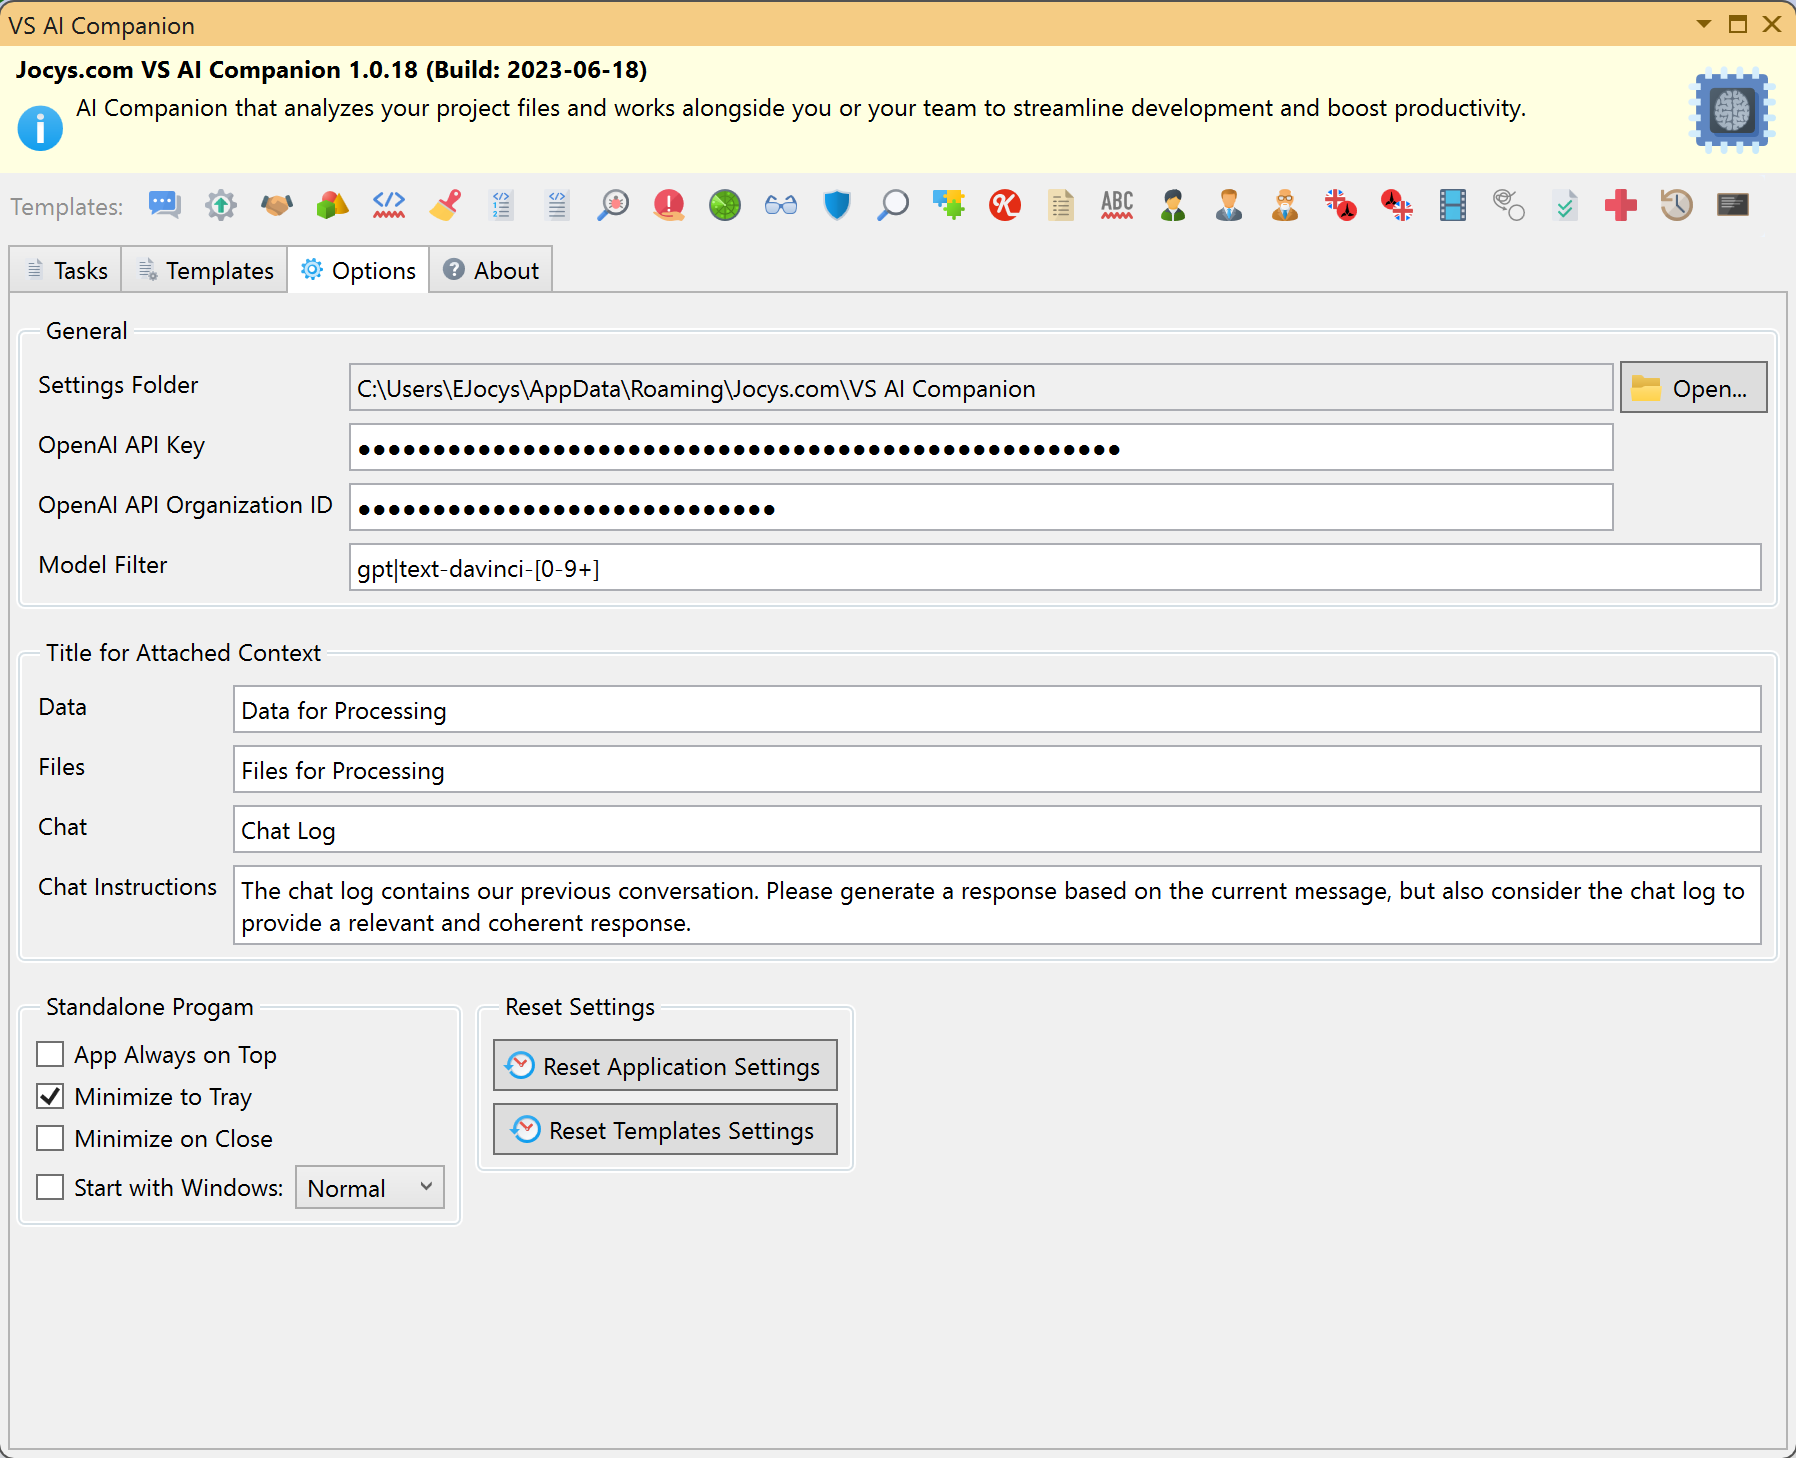 VS AI Companion
Jocys.com VS AI Companion 1.0.18 (Build: 2023-06-18)
AI Companion that analyzes your project files and works alongside you or your team to streamline development and boost productivity.
Templates:
ABC
Tasks
Templates
Options
About
General
Settings Folder
C:\Users\EJocys\AppData\Roaming\Jocys.com\VS AI Companion
Open...
OpenAI API Key
●●●●●●●●●●●●●●●●●●●●●●●●●●●●●●●●●●●●●●●●●●●●●●●●●●●
OpenAI API Organization ID
●●●●●●●●●●●●●●●●●●●●●●●●●●●●
Model Filter
gpt|text-davinci-[0-9+]
Title for Attached Context
Data
Data for Processing
Files
Files for Processing
Chat
Chat Log
Chat Instructions
The chat log contains our previous conversation. Please generate a response based on the current message, but also consider the chat log to
provide a relevant and coherent response.
Standalone Progam
App Always on Top
Minimize to Tray
Minimize on Close
Start with Windows:
Normal
Reset Settings
Reset Application Settings
Reset Templates Settings